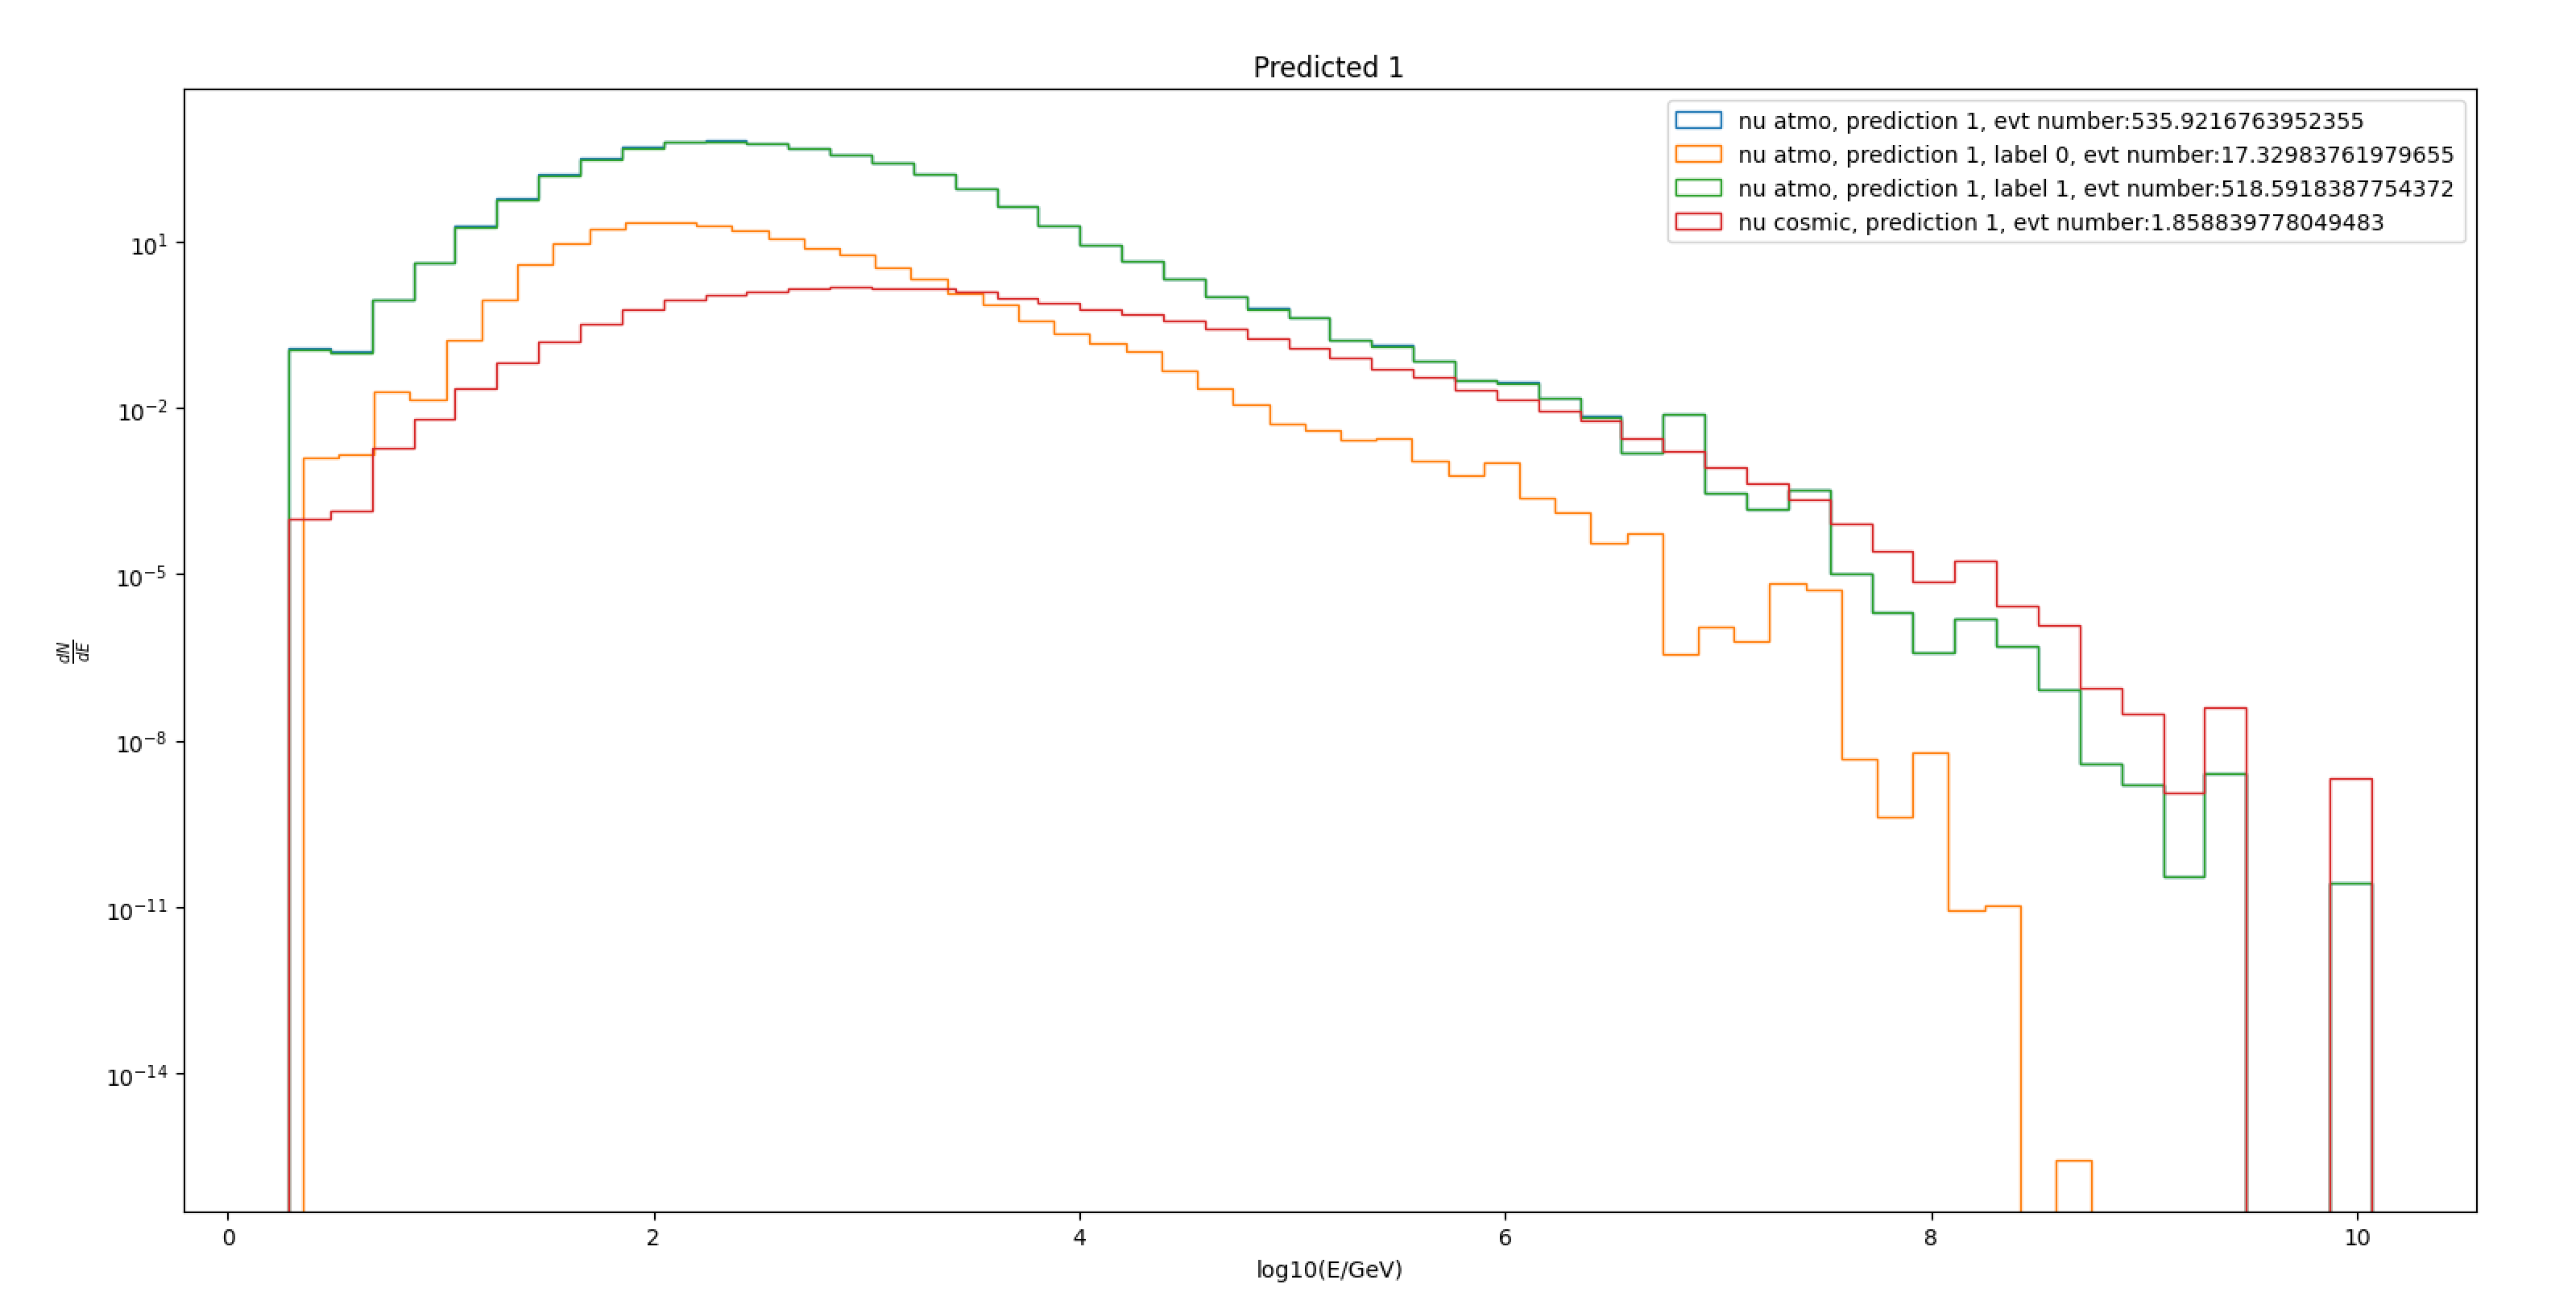 Predicted 1
nu atmo, prediction 1, evt number:535.9216763952355
nu atmo, prediction 1, label 0, evt number:17.32983761979655
nu atmo, prediction 1, label 1, evt number:518.5918387754372
nu cosmic, prediction 1, evt number:1.858839778049483
10¹
10⁻²
10⁻⁵
10⁻⁸
10⁻¹¹
10⁻¹⁴
dN
dE
0 2 4 6 8 10
log10(E/GeV)